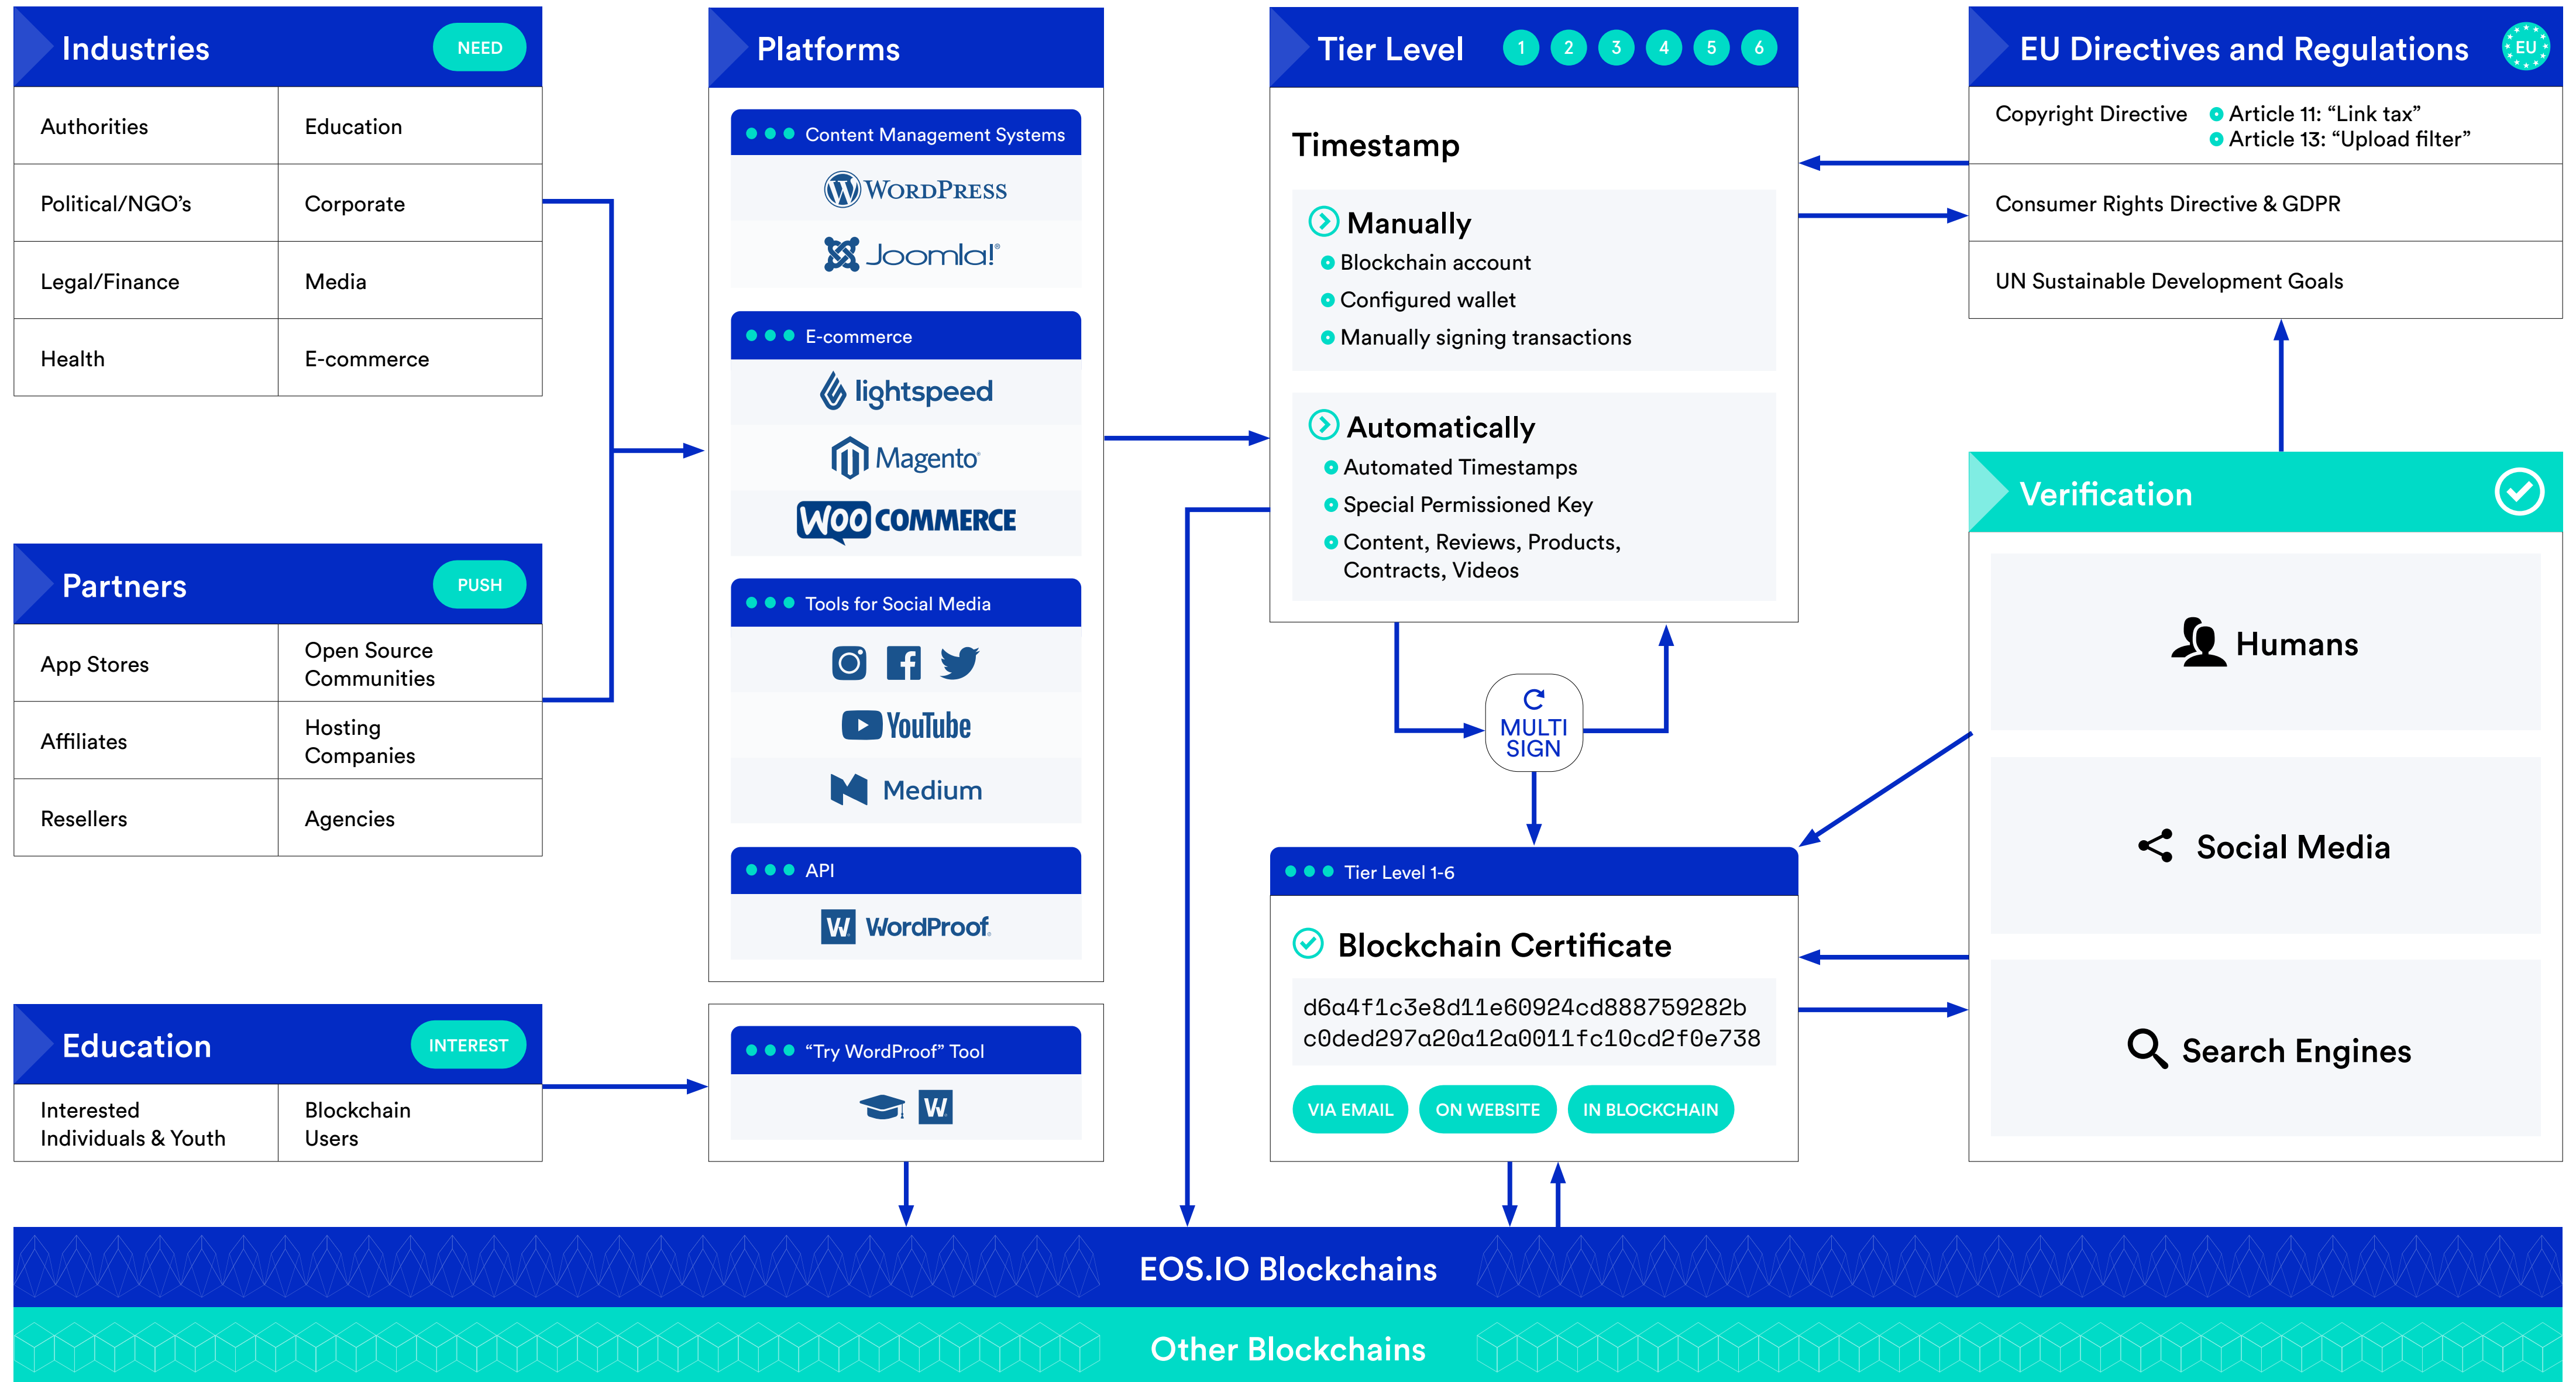 Industries
NEED
Authorities
Education
Political/NGO’s
Corporate
Legal/Finance
Media
Health
E-commerce
Partners
PUSH
App Stores
Open Source
Communities
Affiliates
Hosting
Companies
Resellers
Agencies
Education
INTEREST
Interested
Individuals & Youth
Blockchain
Users
Platforms
Content Management Systems
WORDPRESS
Joomla!®
E-commerce
lightspeed
Magento®
WOO COMMERCE
Tools for Social Media
YouTube
Medium
API
W WordProof
“Try WordProof” Tool
W
Tier Level
1 2 3 4 5 6
Timestamp
Manually
Blockchain account
Configured wallet
Manually signing transactions
Automatically
Automated Timestamps
Special Permissioned Key
Content, Reviews, Products,
Contracts, Videos
MULTI
SIGN
Tier Level 1-6
Blockchain Certificate
d6a4f1c3e8d11e60924cd888759282b
c0ded297a20a12a0011fc10cd2f0e738
VIA EMAIL
ON WEBSITE
IN BLOCKCHAIN
EU Directives and Regulations
EU
Copyright Directive
Article 11: “Link tax”
Article 13: “Upload filter”
Consumer Rights Directive & GDPR
UN Sustainable Development Goals
Verification
Humans
Social Media
Search Engines
EOS.IO Blockchains
Other Blockchains